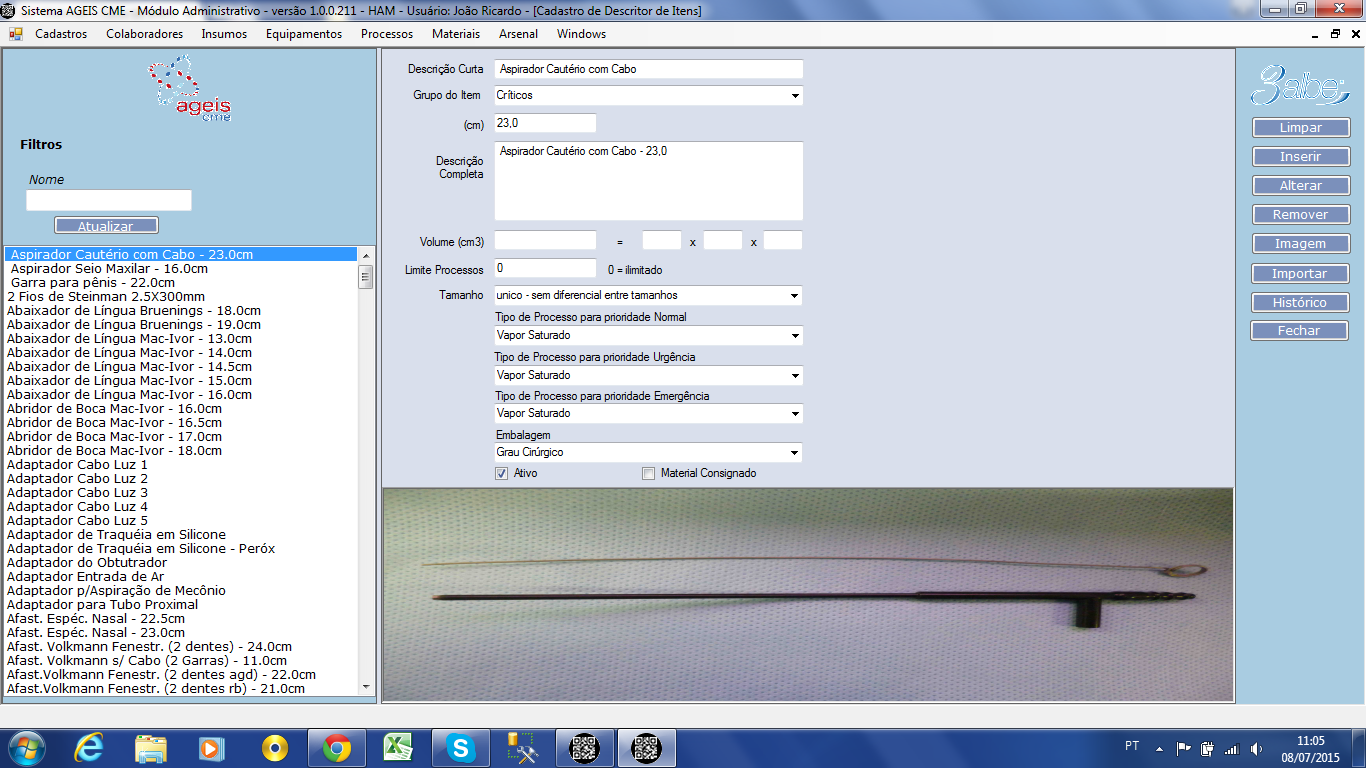 Sistema AGEIS CME - Módulo Administrativo - versão 1.0.0.211 - HAM - Usuário: João Ricardo - [Cadastro de Descritor de Itens]
Cadastros Colaboradores Insumos Equipamentos Processos Materiais Arsenal Windows
ageis
cme
Filtros
Nome
Atualizar
Aspirador Cautério com Cabo - 23.0cm
Aspirador Seio Maxilar - 16.0cm
Garra para pênis - 22.0cm
2 Fios de Steinman 2.5X300mm
Abaixador de Língua Bruenings - 18.0cm
Abaixador de Língua Bruenings - 19.0cm
Abaixador de Língua Mac-Ivor - 13.0cm
Abaixador de Língua Mac-Ivor - 14.0cm
Abaixador de Língua Mac-Ivor - 14.5cm
Abaixador de Língua Mac-Ivor - 15.0cm
Abaixador de Língua Mac-Ivor - 16.0cm
Abridor de Boca Mac-Ivor - 16.0cm
Abridor de Boca Mac-Ivor - 16.5cm
Abridor de Boca Mac-Ivor - 17.0cm
Abridor de Boca Mac-Ivor - 18.0cm
Adaptador Cabo Luz 1
Adaptador Cabo Luz 2
Adaptador Cabo Luz 3
Adaptador Cabo Luz 4
Adaptador Cabo Luz 5
Adaptador de Traquéia em Silicone
Adaptador de Traquéia em Silicone - Peróx
Adaptador do Obtutrador
Adaptador Entrada de Ar
Adaptador p/Aspiração de Mecônio
Adaptador para Tubo Proximal
Afast. Espéc. Nasal - 22.5cm
Afast. Espéc. Nasal - 23.0cm
Afast. Volkmann Fenestr. (2 dentes) - 24.0cm
Afast. Volkmann s/ Cabo (2 Garras) - 11.0cm
Afast.Volkmann Fenestr. (2 dentes agd) - 22.0cm
Afast.Volkmann Fenestr. (2 dentes rb) - 21.0cm
Descrição Curta Aspirador Cautério com Cabo
Grupo do Item Críticos
(cm) 23,0
Descrição Completa Aspirador Cautério com Cabo - 23,0
Volume (cm3) = x x
Limite Processos 0 0 = ilimitado
Tamanho unico - sem diferencial entre tamanhos
Tipo de Processo para prioridade Normal
Vapor Saturado
Tipo de Processo para prioridade Urgência
Vapor Saturado
Tipo de Processo para prioridade Emergência
Vapor Saturado
Embalagem
Grau Cirúrgico
Ativo Material Consignado
3albe
Limpar
Inserir
Alterar
Remover
Imagem
Importar
Histórico
Fechar
PT
11:05
08/07/2015